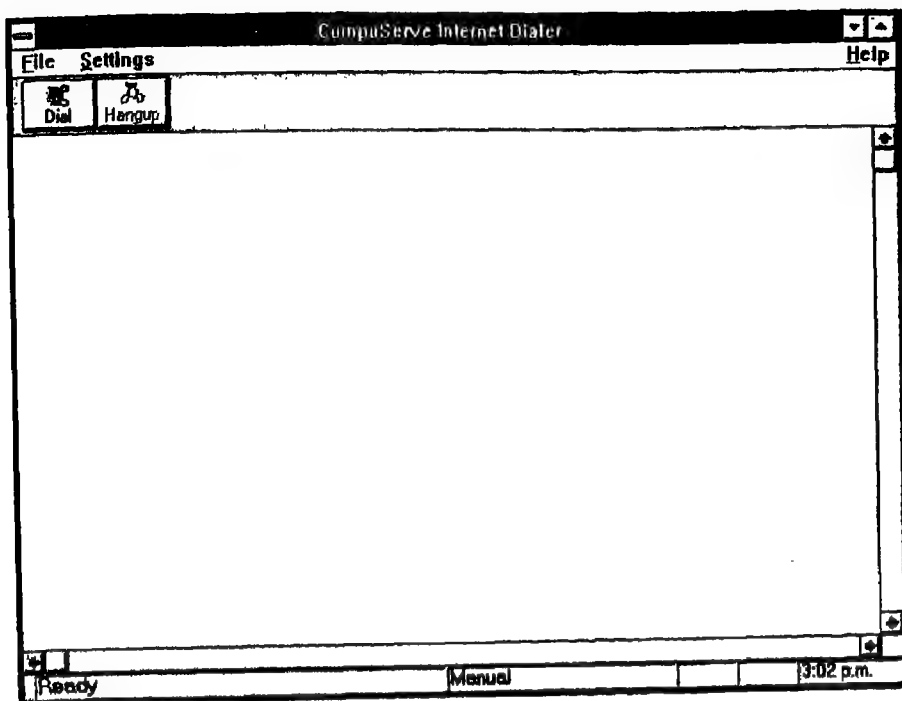 CompuServe Internet Dialer
File Settings Help
Dial Hangup
Ready Manual 3:02 p.m.